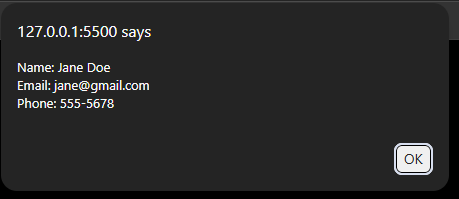 127.0.0.1:5500 says
Name: Jane Doe
Email: jane@gmail.com
Phone: 555-5678
OK